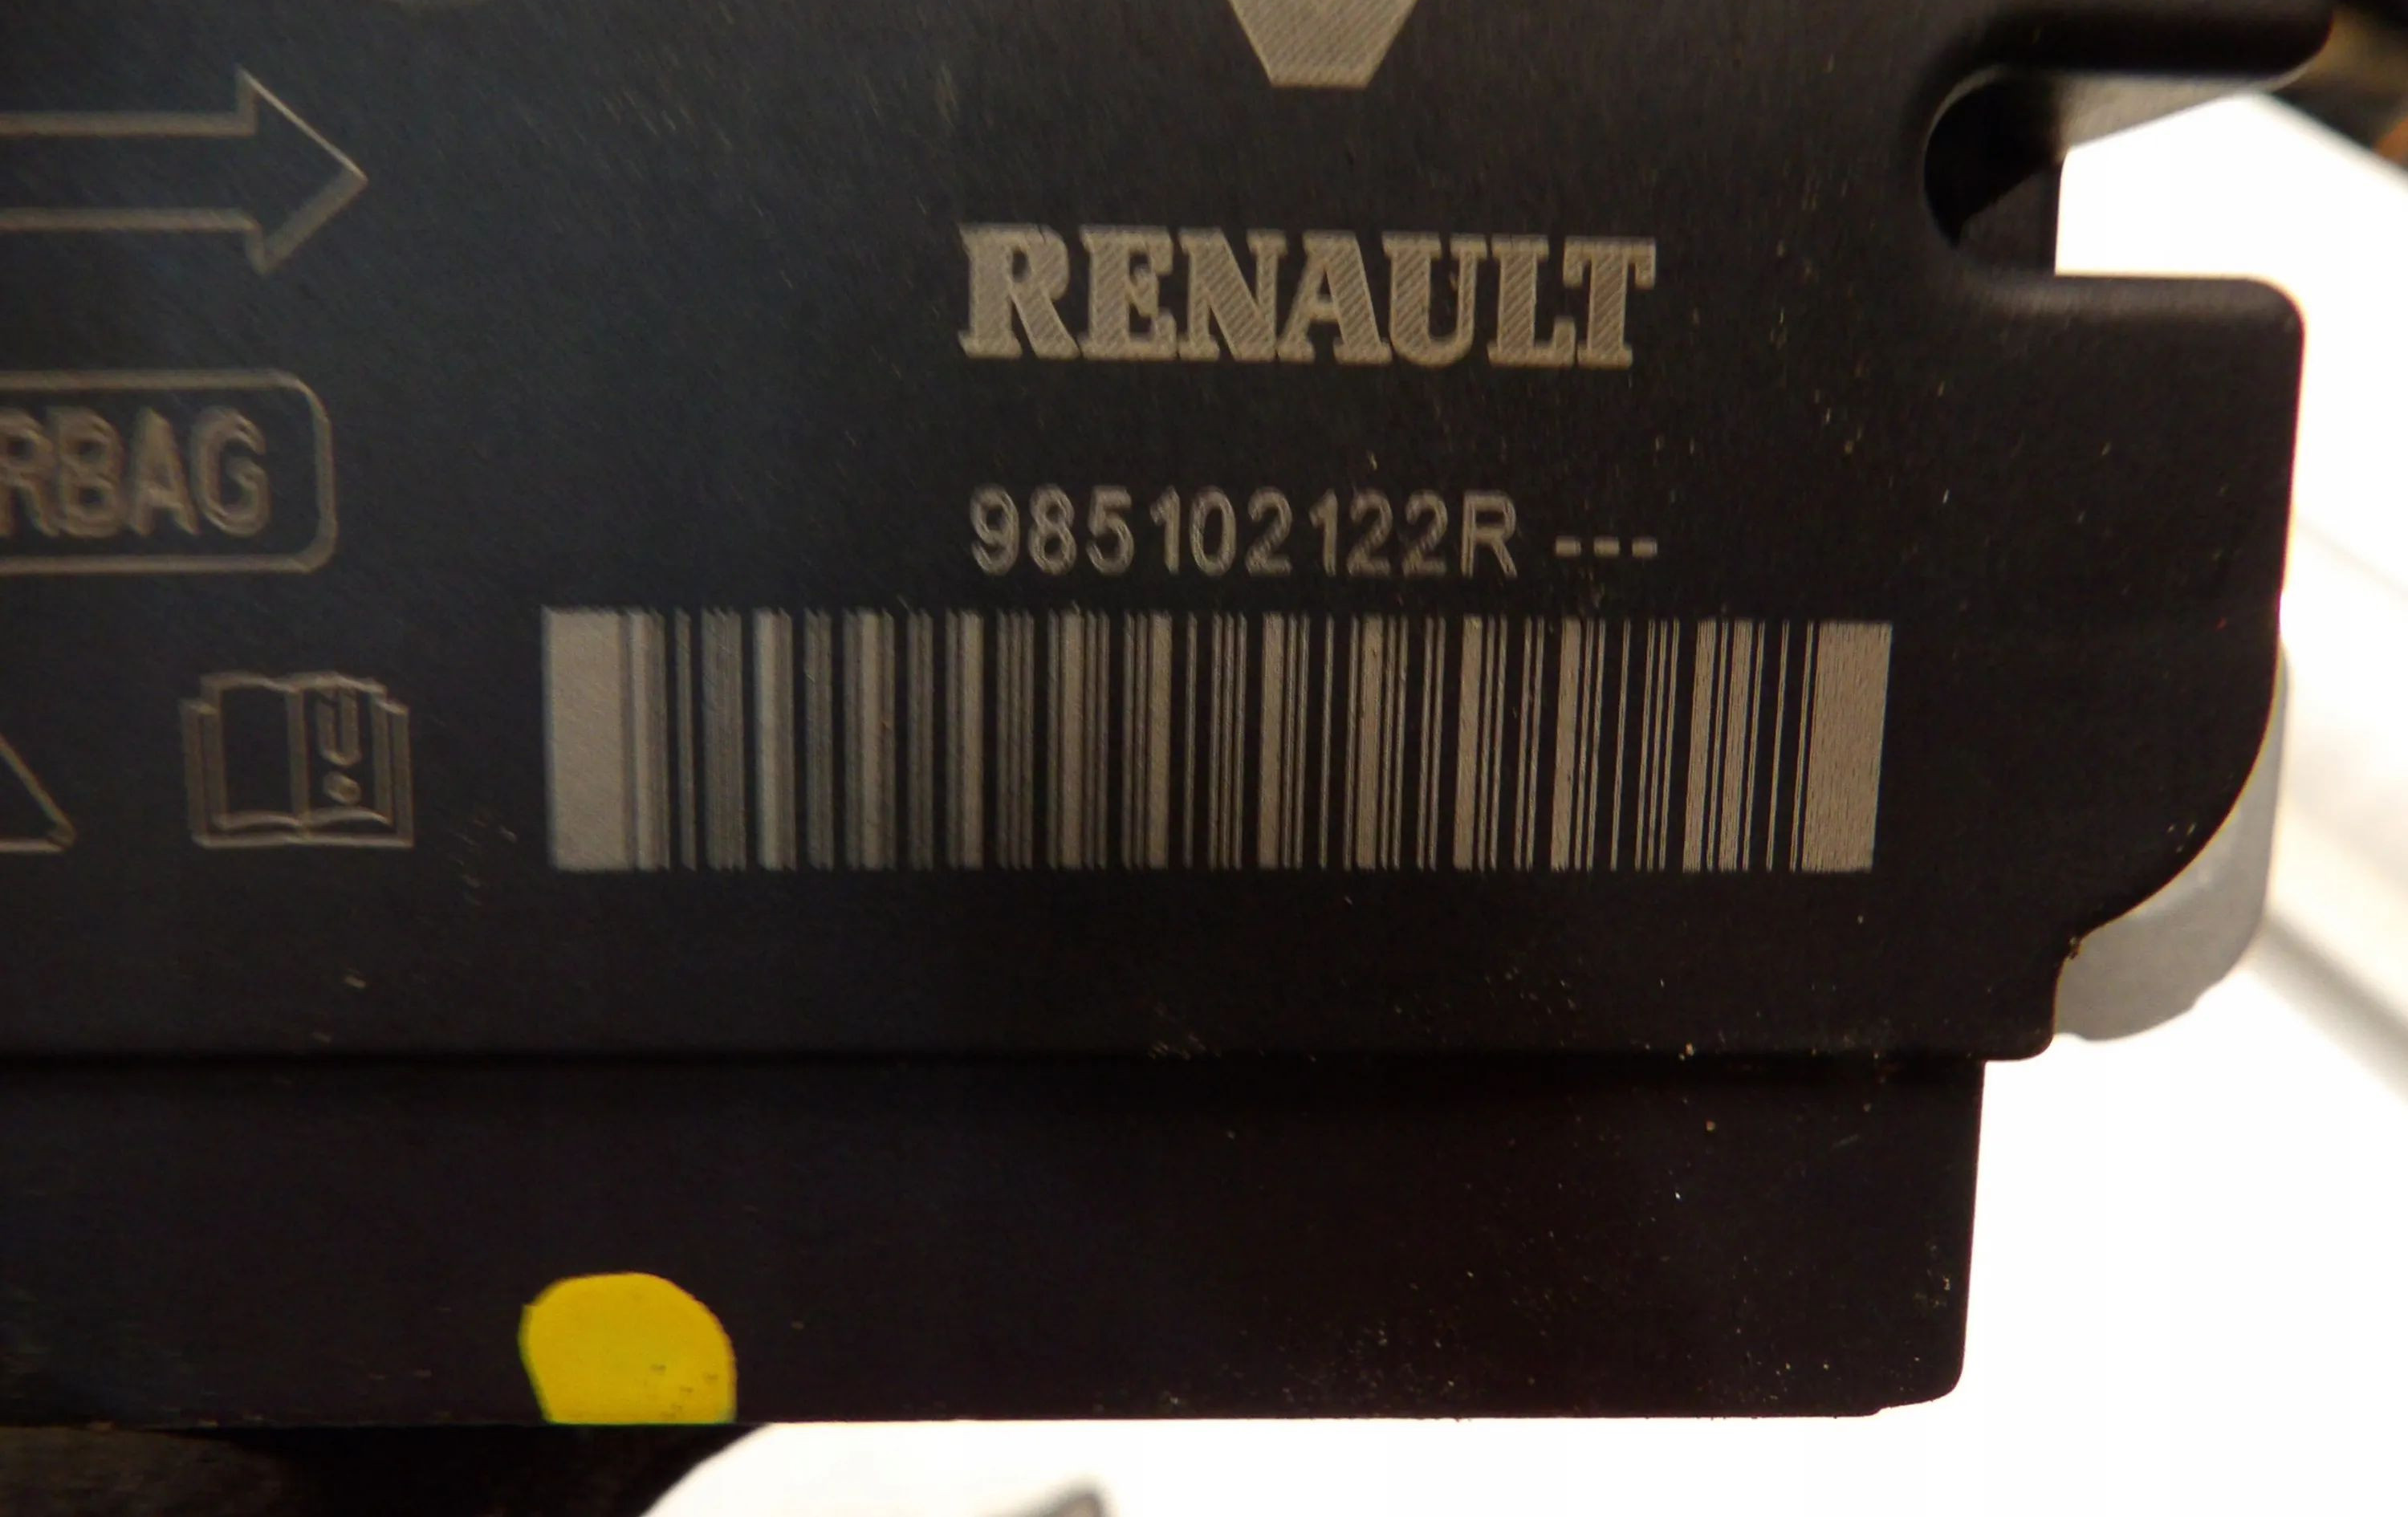 RENAULT
RBAG
985102122R ---